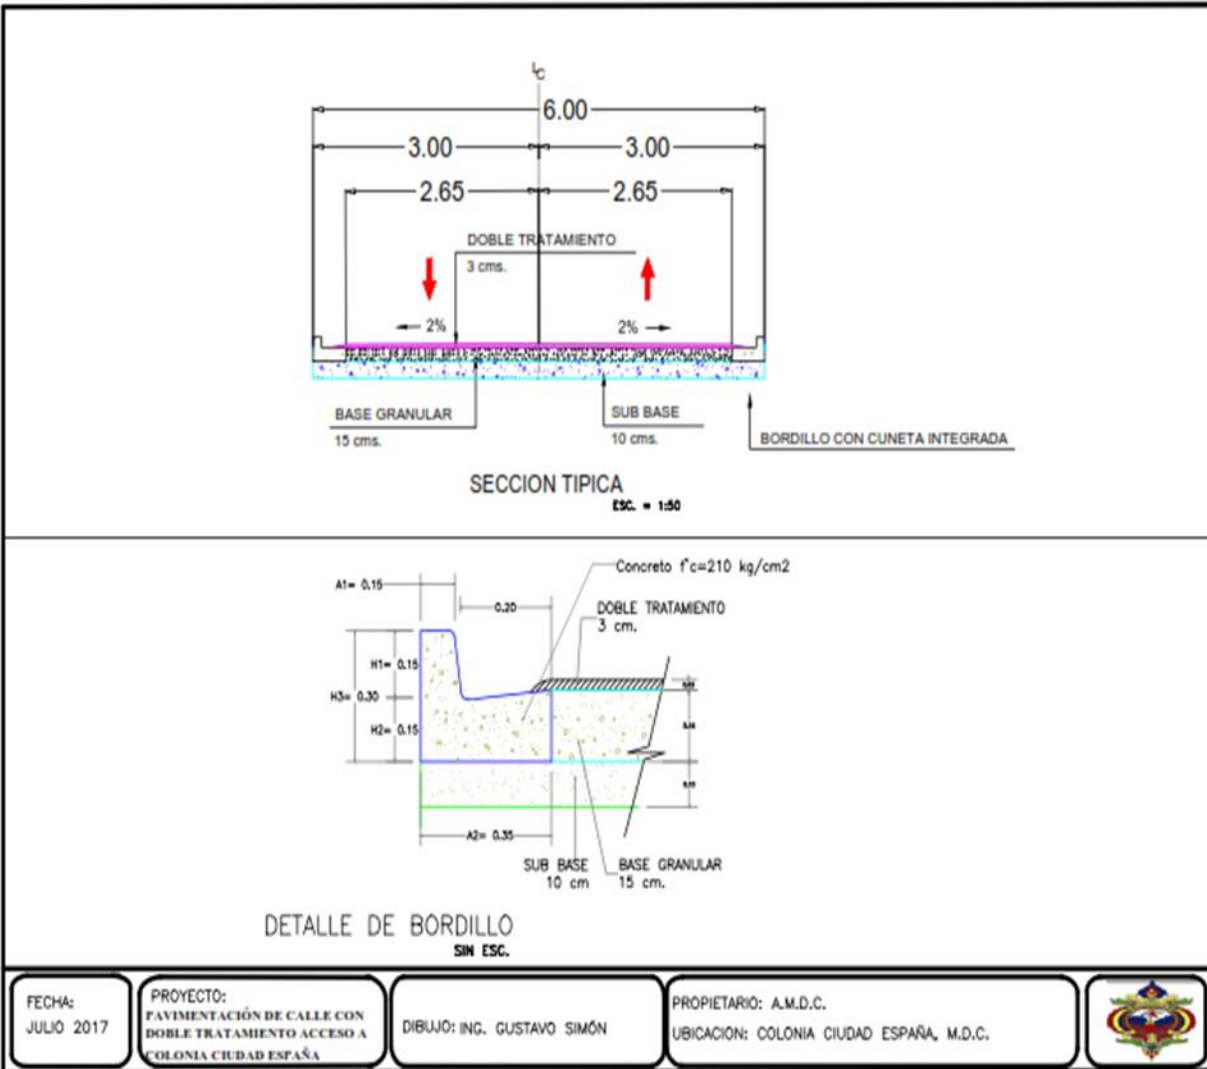 6.00
3.00
3.00
2.65
2.65
DOBLE TRATAMIENTO
3 cms.
2%
2%
BASE GRANULAR
15 cms.
SUB BASE
10 cms.
BORDILLO CON CUNETA INTEGRADA
SECCION TIPICA
ESC. = 1:50
Concreto f'c=210 kg/cm2
A1= 0.15
0.20
DOBLE TRATAMIENTO
3 cm.
H1= 0.15
H3= 0.30
H2= 0.15
A2= 0.35
SUB BASE
10 cm
BASE GRANULAR
15 cm.
DETALLE DE BORDILLO
SIN ESC.
FECHA:
JULIO 2017
PROYECTO:
PAVIMENTACIÓN DE CALLE CON
DOBLE TRATAMIENTO ACCESO A
COLONIA CIUDAD ESPAÑA
DIBUJO: ING. GUSTAVO SIMÓN
PROPIETARIO: A.M.D.C.
UBICACION: COLONIA CIUDAD ESPAÑA, M.D.C.